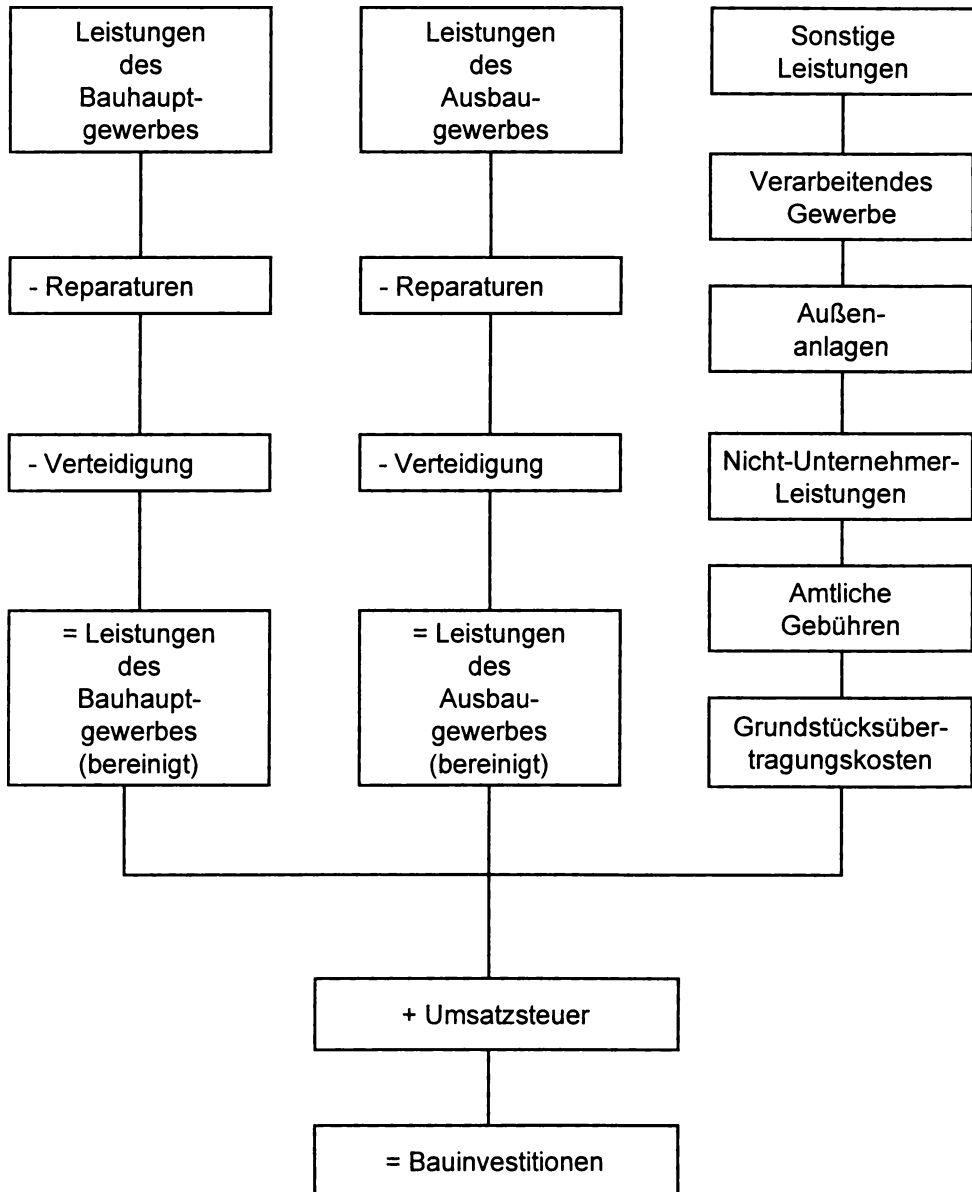 Leistungen
des
Bauhaupt-
gewerbes
- Reparaturen
- Verteidigung
= Leistungen
des
Bauhaupt-
gewerbes
(bereinigt)
Leistungen
des
Ausbau-
gewerbes
- Reparaturen
- Verteidigung
= Leistungen
des
Ausbau-
gewerbes
(bereinigt)
Sonstige
Leistungen
Verarbeitendes
Gewerbe
Außen-
anlagen
Nicht-Unternehmer-
Leistungen
Amtliche
Gebühren
Grundstücksüber-
tragungskosten
+ Umsatzsteuer
= Bauinvestitionen